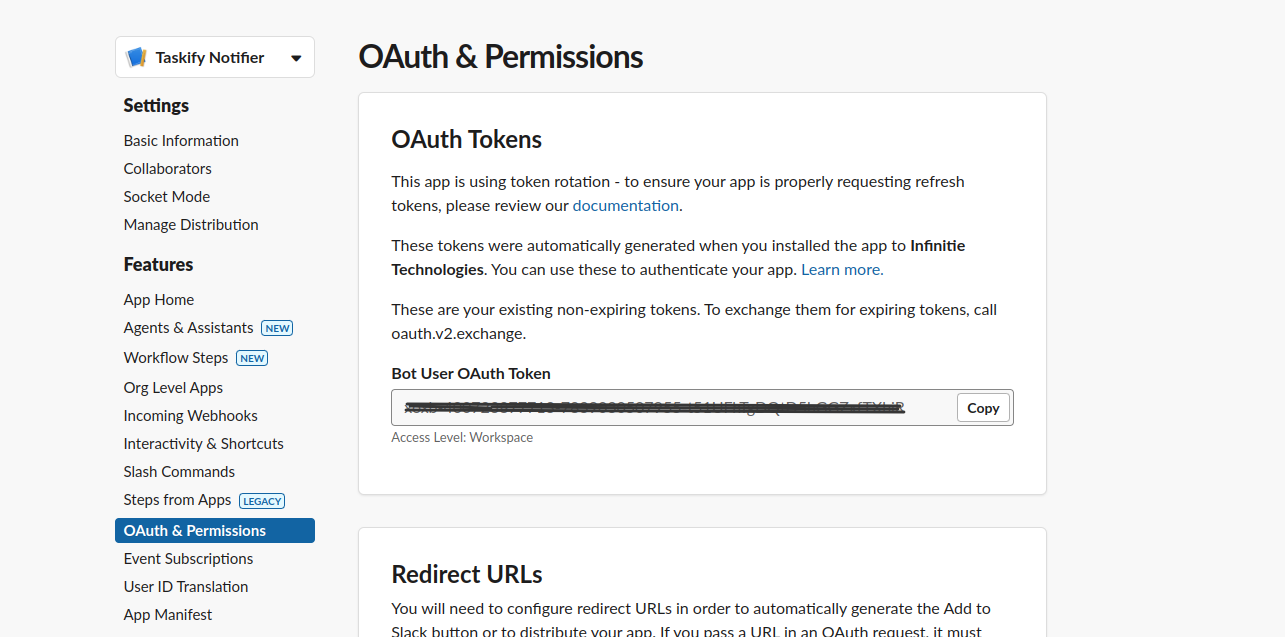 Taskify Notifier
OAuth & Permissions
Settings
Basic Information
Collaborators
Socket Mode
Manage Distribution
Features
App Home
Agents & Assistants NEW
Workflow Steps NEW
Org Level Apps
Incoming Webhooks
Interactivity & Shortcuts
Slash Commands
Steps from Apps LEGACY
OAuth & Permissions
Event Subscriptions
User ID Translation
App Manifest
OAuth Tokens
This app is using token rotation - to ensure your app is properly requesting refresh
tokens, please review our documentation.
These tokens were automatically generated when you installed the app to Infinitie
Technologies. You can use these to authenticate your app. Learn more.
These are your existing non-expiring tokens. To exchange them for expiring tokens, call
oauth.v2.exchange.
Bot User OAuth Token
Copy
Access Level: Workspace
Redirect URLs
You will need to configure redirect URLs in order to automatically generate the Add to
Slack button or to distribute your app. If you pass a URL in an OAuth request, it must